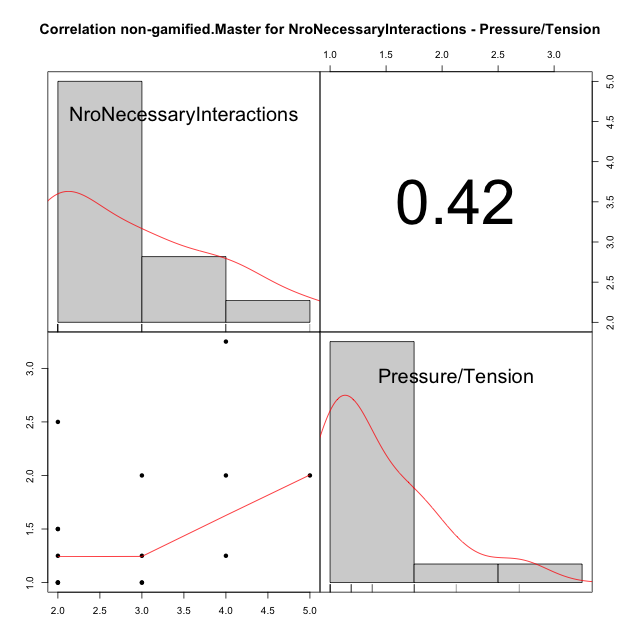 Correlation non-gamified.Master for NroNecessaryInteractions - Pressure/Tension
1.0 1.5 2.0 2.5 3.0
NroNecessaryInteractions
0.42
5.0
4.5
4.0
3.5
3.0
2.5
2.0
3.0
2.5
2.0
1.5
1.0
Pressure/Tension
2.0 2.5 3.0 3.5 4.0 4.5 5.0